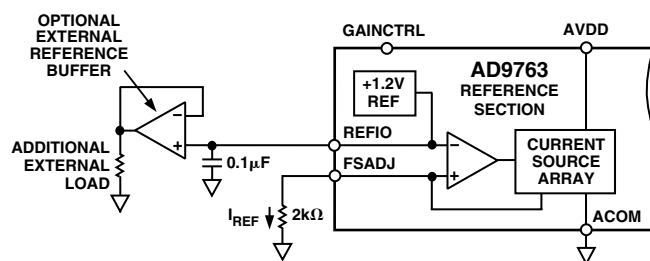 OPTIONAL
EXTERNAL
REFERENCE
BUFFER
GAINCTRL
AVDD
AD9763
REFERENCE
SECTION
+1.2V
REF
REFIO
FSADJ
CURRENT
SOURCE
ARRAY
ACOM
ADDITIONAL
EXTERNAL
LOAD
0.1µF
IREF
2kΩ
−
+
−
+